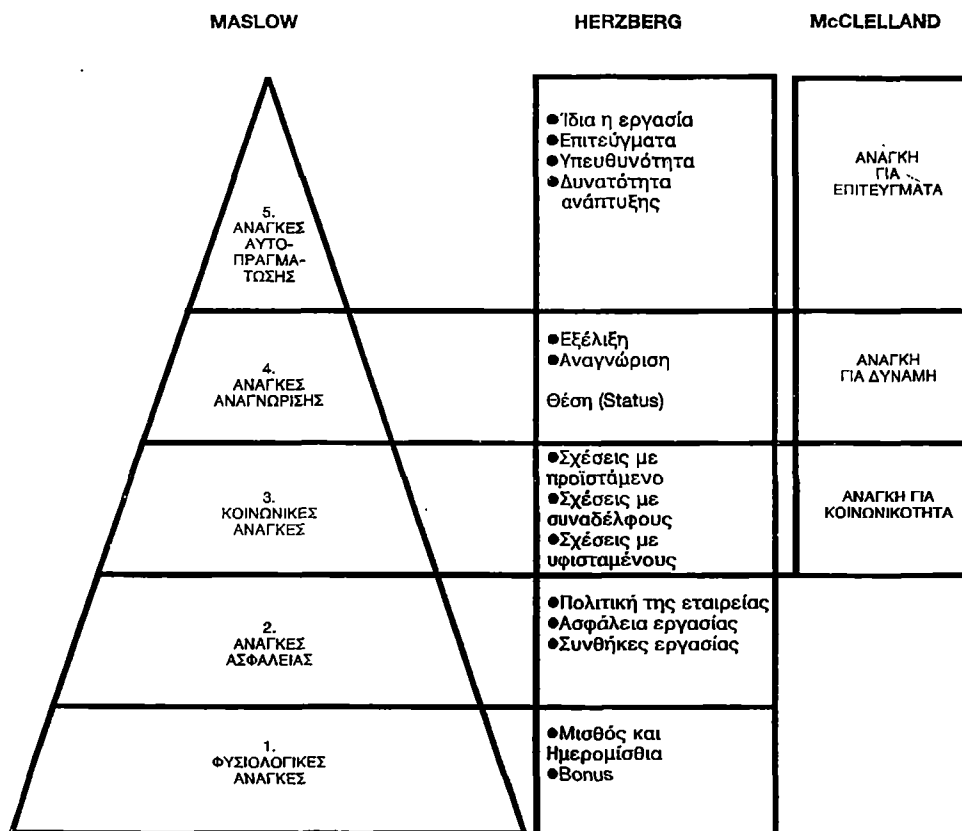 MASLOW
HERZBERG
McCLELLAND
5.
ΑΝΑΓΚΕΣ
ΑΥΤΟ-
ΠΡΑΓΜΑ-
ΤΩΣΗΣ
●Ίδια η εργασία
●Επιτεύγματα
●Υπευθυνότητα
●Δυνατότητα
ανάπτυξης
ΑΝΑΓΚΗ
ΓΙΑ
ΕΠΙΤΕΥΓΜΑΤΑ
4.
ΑΝΑΓΚΕΣ
ΑΝΑΓΝΩΡΙΣΗΣ
●Εξέλιξη
●Αναγνώριση
Θέση (Status)
ΑΝΑΓΚΗ
ΓΙΑ ΔΥΝΑΜΗ
3.
ΚΟΙΝΩΝΙΚΕΣ
ΑΝΑΓΚΕΣ
●Σχέσεις με
προϊστάμενο
●Σχέσεις με
συναδέλφους
●Σχέσεις με
υφισταμένους
ΑΝΑΓΚΗ ΓΙΑ
ΚΟΙΝΩΝΙΚΟΤΗΤΑ
2.
ΑΝΑΓΚΕΣ
ΑΣΦΑΛΕΙΑΣ
●Πολιτική της εταιρείας
●Ασφάλεια εργασίας
●Συνθήκες εργασίας
1.
ΦΥΣΙΟΛΟΓΙΚΕΣ
ΑΝΑΓΚΕΣ
●Μισθός και
Ημερομίσθια
●Bonus